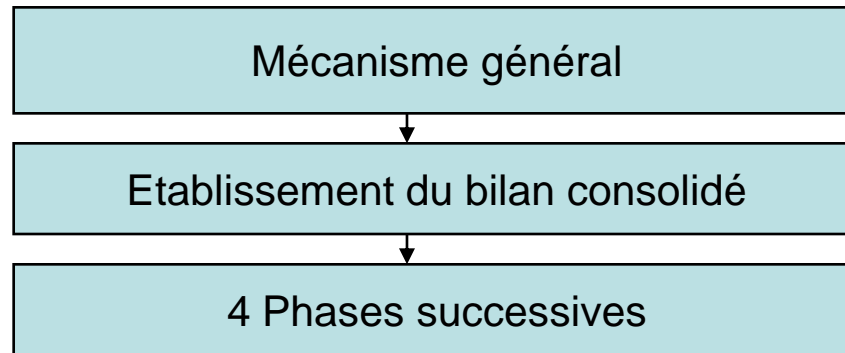 Mécanisme général
Etablissement du bilan consolidé
4 Phases successives